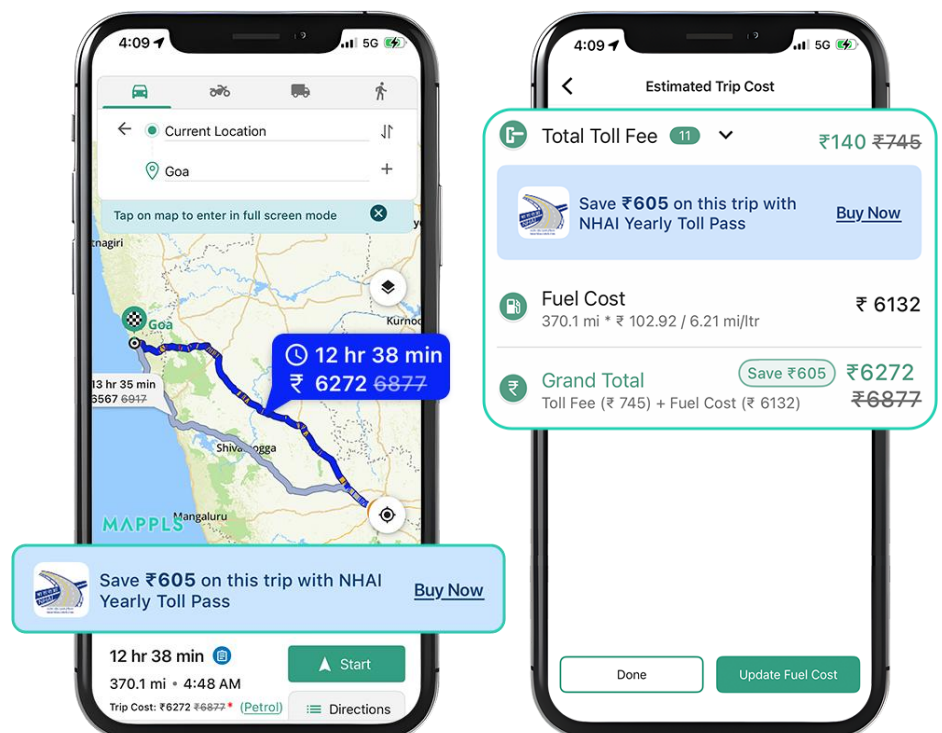 4:09
5G
Current Location
Goa
Tap on map to enter in full screen mode
Goa
Kurnoo
12 hr 38 min
₹ 6272 6877
13 hr 35 min
6567 6917
Mangaluru
MAPPLS
Save ₹605 on this trip with NHAI
Yearly Toll Pass
Buy Now
12 hr 38 min
370.1 mi • 4:48 AM
Trip Cost: ₹6272 ₹6877* (Petrol)
Start
Directions
4:09
5G
Estimated Trip Cost
Total Toll Fee 11
₹140 ₹745
Save ₹605 on this trip with
NHAI Yearly Toll Pass
Buy Now
Fuel Cost
₹ 6132
370.1 mi * ₹ 102.92 / 6.21 mi/ltr
Grand Total
Save ₹605
₹6272
Toll Fee (₹ 745) + Fuel Cost (₹ 6132)
₹6877
Done
Update Fuel Cost